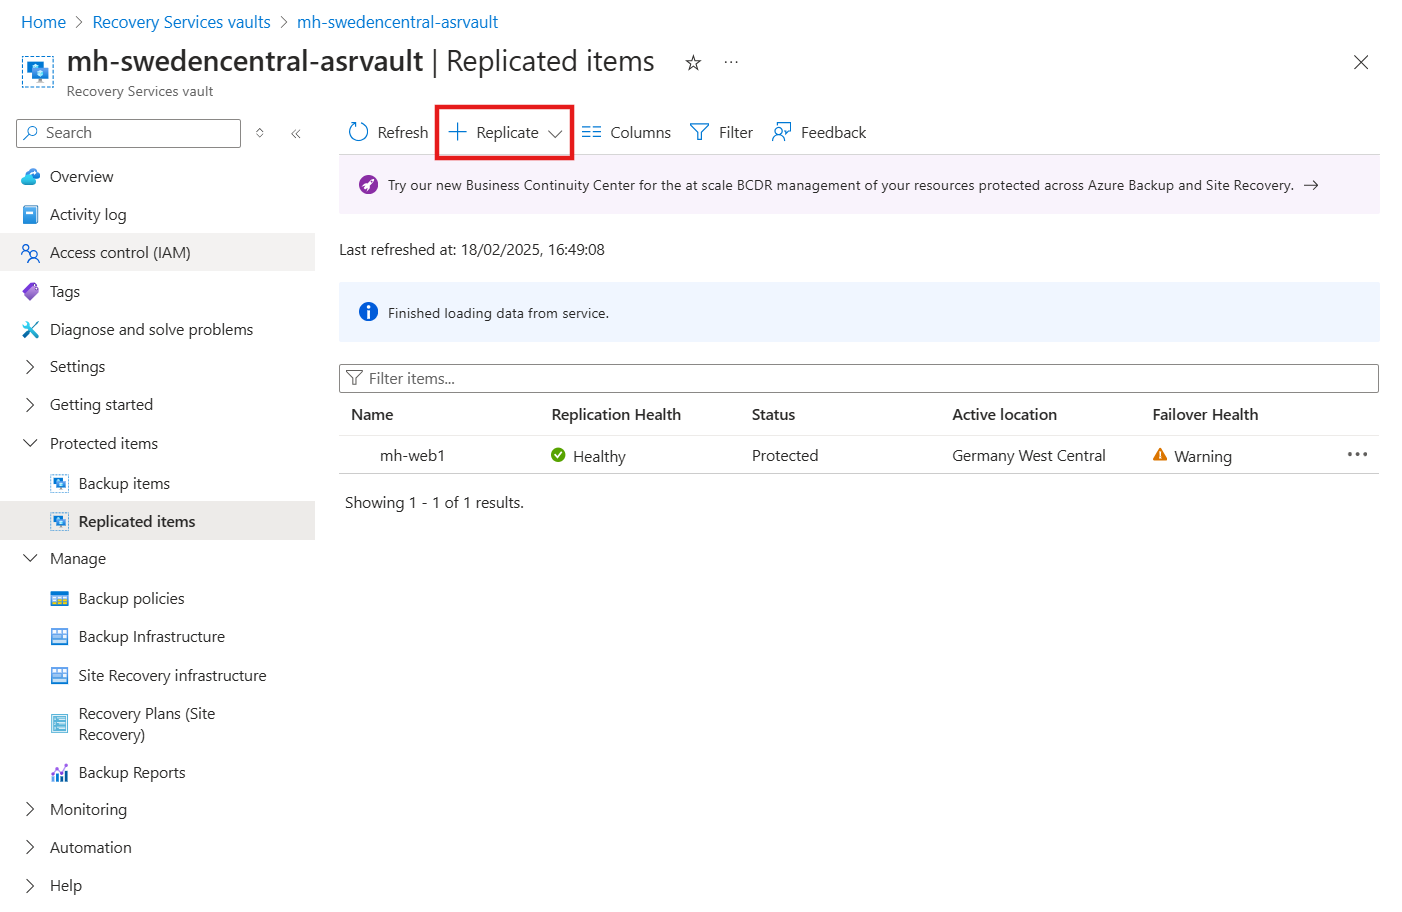 Home > Recovery Services vaults > mh-swedencentral-asrvault
mh-swedencentral-asrvault | Replicated items
Recovery Services vault
Search
Refresh Replicate Columns Filter Feedback
Overview
Activity log
Access control (IAM)
Tags
Diagnose and solve problems
Settings
Getting started
Protected items
Backup items
Replicated items
Manage
Backup policies
Backup Infrastructure
Site Recovery infrastructure
Recovery Plans (Site
Recovery)
Backup Reports
Monitoring
Automation
Help
Try our new Business Continuity Center for the at scale BCDR management of your resources protected across Azure Backup and Site Recovery. →
Last refreshed at: 18/02/2025, 16:49:08
Finished loading data from service.
Filter items...
Name Replication Health Status Active location Failover Health
mh-web1 Healthy Protected Germany West Central Warning
Showing 1 - 1 of 1 results.